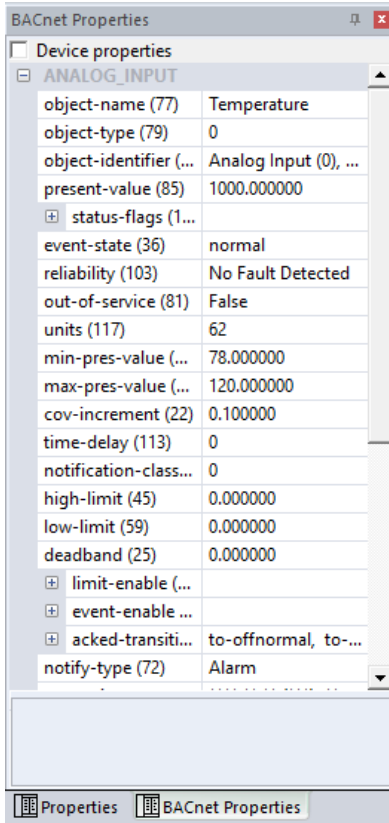 BACnet Properties
Device properties
ANALOG_INPUT
object-name (77) Temperature
object-type (79) 0
object-identifier (... Analog Input (0), ...
present-value (85) 1000.000000
status-flags (1...
event-state (36) normal
reliability (103) No Fault Detected
out-of-service (81) False
units (117) 62
min-pres-value (... 78.000000
max-pres-value (... 120.000000
cov-increment (22) 0.100000
time-delay (113) 0
notification-class... 0
high-limit (45) 0.000000
low-limit (59) 0.000000
deadband (25) 0.000000
limit-enable (...
event-enable ...
acked-transiti... to-offnormal, to-...
notify-type (72) Alarm
Properties BACnet Properties